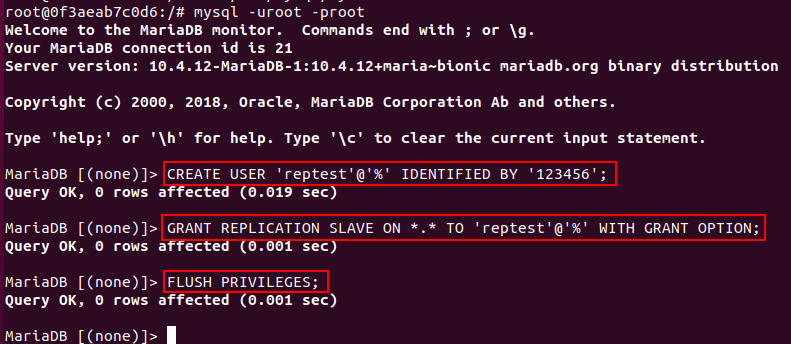 root@0f3aeab7c0d6:/# mysql -uroot -proot
Welcome to the MariaDB monitor.  Commands end with ; or \g.
Your MariaDB connection id is 21
Server version: 10.4.12-MariaDB-1:10.4.12+maria~bionic mariadb.org binary distribution
Copyright (c) 2000, 2018, Oracle, MariaDB Corporation Ab and others.
Type 'help;' or '\h' for help. Type '\c' to clear the current input statement.
MariaDB [(none)]> CREATE USER 'reptest'@'%' IDENTIFIED BY '123456';
Query OK, 0 rows affected (0.019 sec)
MariaDB [(none)]> GRANT REPLICATION SLAVE ON *.* TO 'reptest'@'%' WITH GRANT OPTION;
Query OK, 0 rows affected (0.001 sec)
MariaDB [(none)]> FLUSH PRIVILEGES;
Query OK, 0 rows affected (0.001 sec)
MariaDB [(none)]>